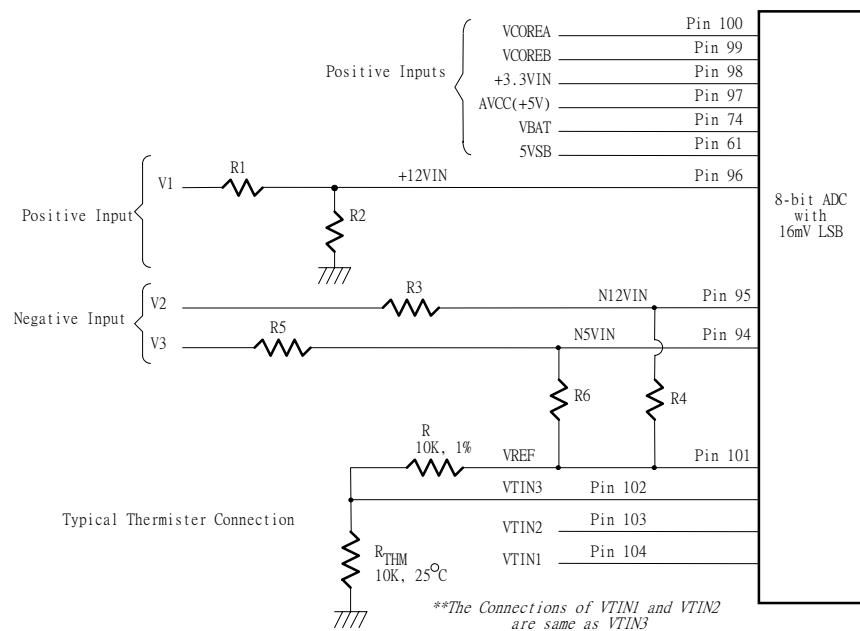 VCOREA Pin 100
VCOREB Pin 99
Positive Inputs +3.3VIN Pin 98
AVCC(+5V) Pin 97
VBAT Pin 74
5VSB Pin 61
Positive Input V1 R1 +12VIN Pin 96
R2
8-bit ADC
with
16mV LSB
Negative Input V2 R3 N12VIN Pin 95
V3 R5 N5VIN Pin 94
R6 R4
R
10K, 1%
VREF Pin 101
VTIN3 Pin 102
Typical Thermister Connection
VTIN2 Pin 103
VTIN1 Pin 104
RTHM
10K, 25°C
**The Connections of VTIN1 and VTIN2
are same as VTIN3